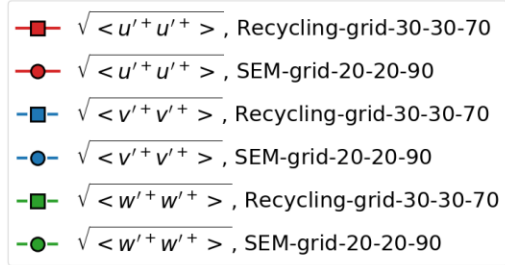 √<u′⁺u′⁺>, Recycling-grid-30-30-70
√<u′⁺u′⁺>, SEM-grid-20-20-90
√<v′⁺v′⁺>, Recycling-grid-30-30-70
√<v′⁺v′⁺>, SEM-grid-20-20-90
√<w′⁺w′⁺>, Recycling-grid-30-30-70
√<w′⁺w′⁺>, SEM-grid-20-20-90